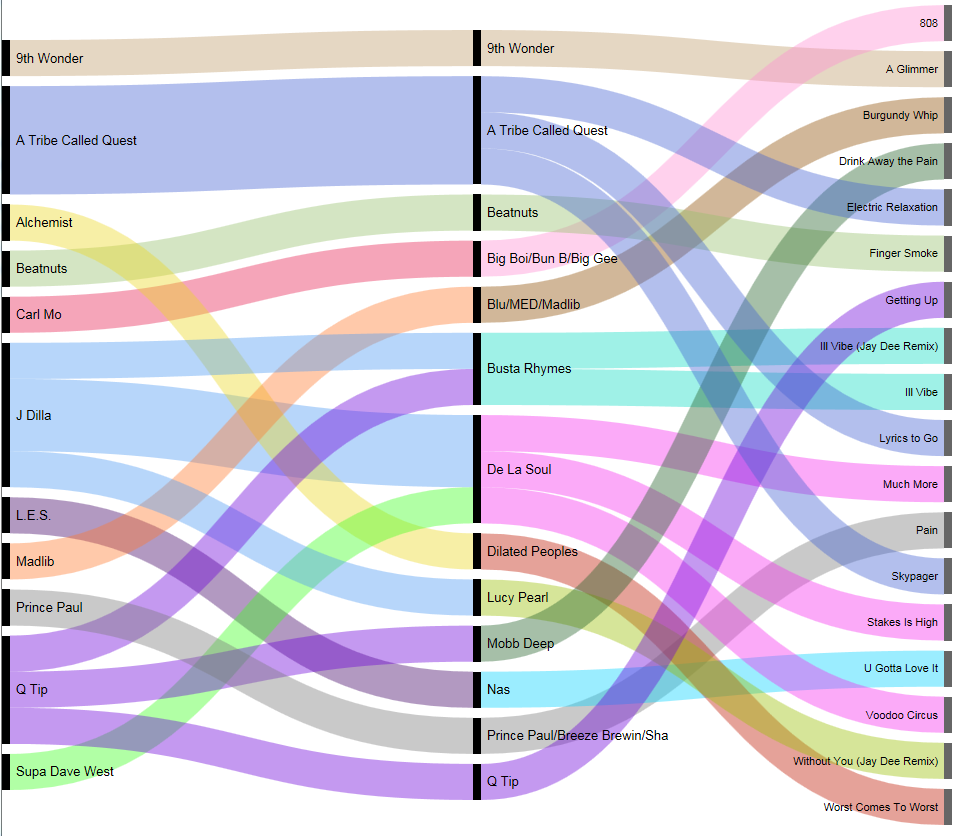 9th Wonder
A Tribe Called Quest
Alchemist
Beatnuts
Carl Mo
J Dilla
L.E.S.
Madlib
Prince Paul
Q Tip
Supa Dave West
9th Wonder
A Tribe Called Quest
Beatnuts
Big Boi/Bun B/Big Gee
Blu/MED/Madlib
Busta Rhymes
De La Soul
Dilated Peoples
Lucy Pearl
Mobb Deep
Nas
Prince Paul/Breeze Brewin/Sha
Q Tip
808
A Glimmer
Burgundy Whip
Drink Away the Pain
Electric Relaxation
Finger Smoke
Getting Up
Ill Vibe (Jay Dee Remix)
Ill Vibe
Lyrics to Go
Much More
Pain
Skypager
Stakes Is High
U Gotta Love It
Voodoo Circus
Without You (Jay Dee Remix)
Worst Comes To Worst